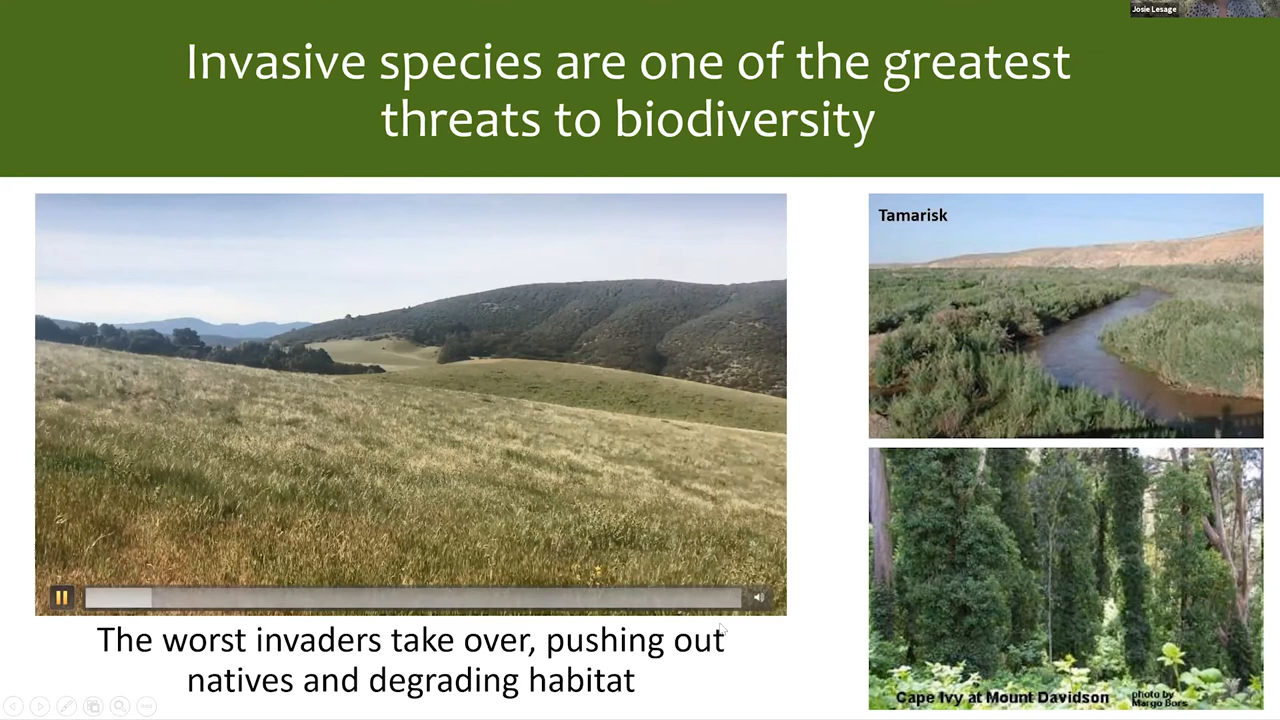 Josie Lesage
Invasive species are one of the greatest
threats to biodiversity
Tamarisk
The worst invaders take over, pushing out
natives and degrading habitat
Cape Ivy at Mount Davidson
photo by
Margo Bors